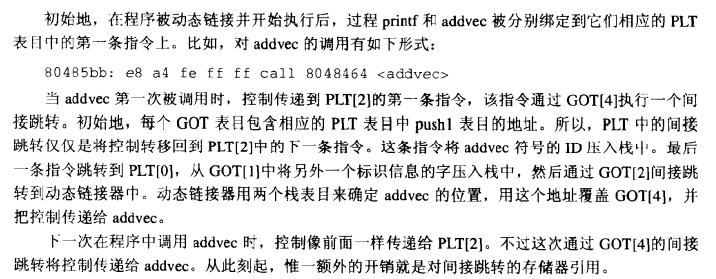 初始地，在程序被动态链接并开始执行后，过程 printf 和 addvec 被分别绑定到它们相应的 PLT
表目中的第一条指令上。比如，对 addvec 的调用有如下形式：
80485bb: e8 a4 fe ff ff call 8048464 <addvec>
当 addvec 第一次被调用时，控制传递到 PLT[2]的第一条指令，该指令通过 GOT[4]执行一个间
接跳转。初始地，每个 GOT 表目包含相应的 PLT 表目中 pushl 表目的地址。所以，PLT 中的间接
跳转仅仅是将控制转移回到 PLT[2]中的下一条指令。这条指令将 addvec 符号的 ID 压入栈中。最后
一条指令跳转到 PLT[0]，从 GOT[1]中将另外一个标识信息的字压入栈中，然后通过 GOT[2]间接跳
转到动态链接器中。动态链接器用两个栈表目来确定 addvec 的位置，用这个地址覆盖 GOT[4]，并
把控制传递给 addvec。
下一次在程序中调用 addvec 时，控制像前面一样传递给 PLT[2]。不过这次通过 GOT[4]的间接
跳转将控制传递给 addvec。从此刻起，惟一额外的开销就是对间接跳转的存储器引用。